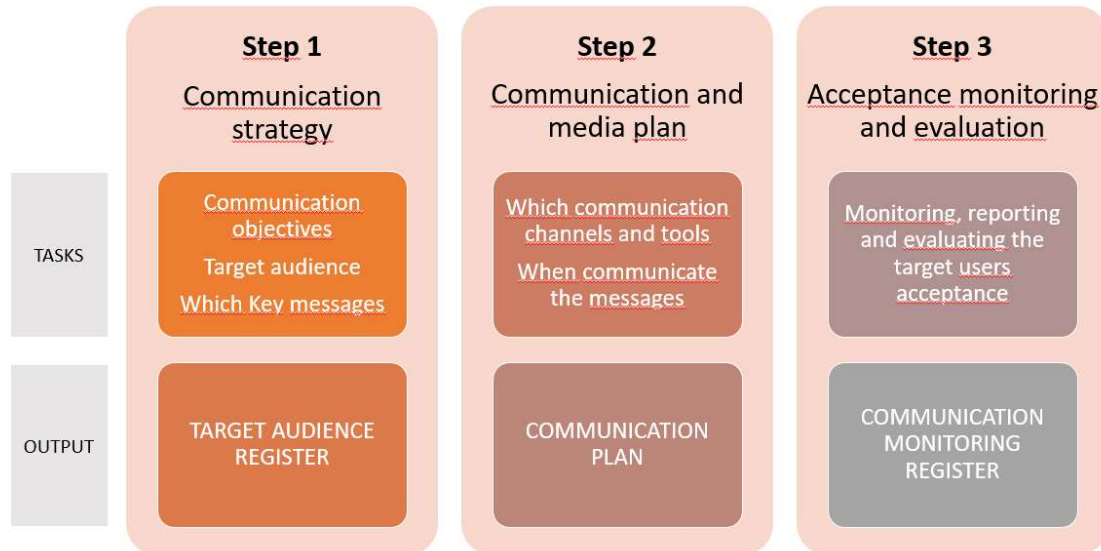 Step 1
Communication
strategy
Step 2
Communication and
media plan
Step 3
Acceptance monitoring
and evaluation
TASKS
Communication
objectives
Target audience
Which Key messages
Which communication
channels and tools
When communicate
the messages
Monitoring, reporting
and evaluating the
target users
acceptance
OUTPUT
TARGET AUDIENCE
REGISTER
COMMUNICATION
PLAN
COMMUNICATION
MONITORING
REGISTER